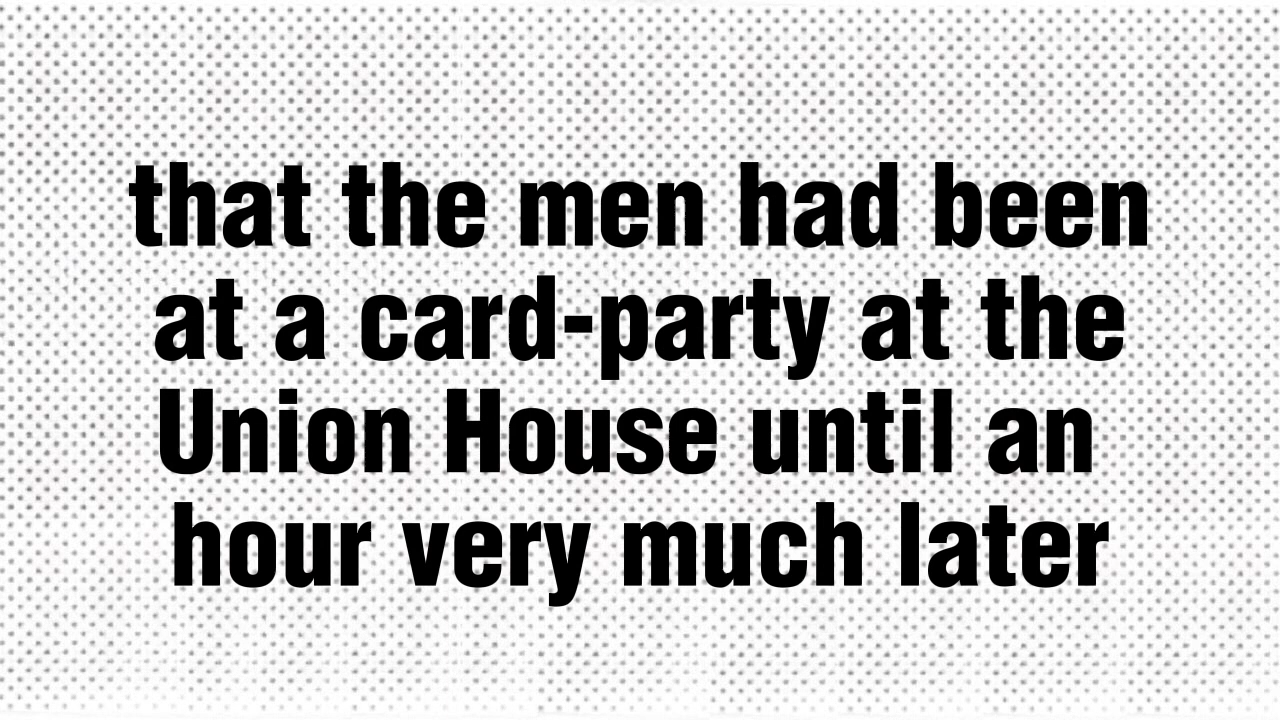 that the men had been
at a card-party at the
Union House until an
hour very much later